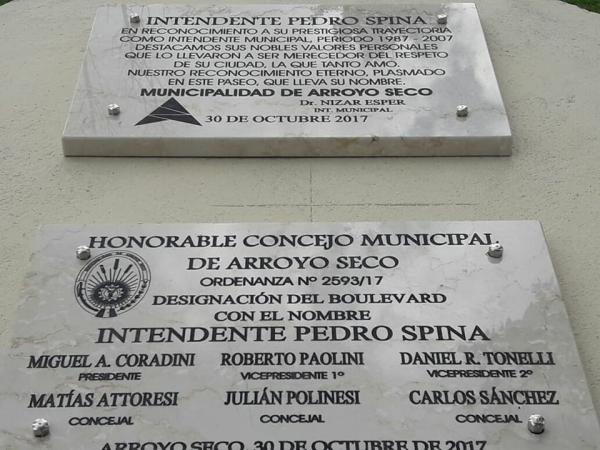 INTENDENTE PEDRO SPINA
EN RECONOCIMIENTO A SU PRESTIGIOSA TRAYECTORIA
COMO INTENDENTE MUNICIPAL, PERIODO 1987 - 2007
DESTACAMOS SUS NOBLES VALORES PERSONALES
QUE LO LLEVARON A SER MERECEDOR DEL RESPETO
DE SU CIUDAD, LA QUE TANTO AMO.
NUESTRO RECONOCIMIENTO ETERNO, PLASMADO
EN ESTE PASEO, QUE LLEVA SU NOMBRE.
MUNICIPALIDAD DE ARROYO SECO
Dr. NIZAR ESPER
INT. MUNICIPAL
30 DE OCTUBRE 2017
HONORABLE CONCEJO MUNICIPAL
DE ARROYO SECO
ORDENANZA Nº 2593/17
DESIGNACIÓN DEL BOULEVARD
CON EL NOMBRE
INTENDENTE PEDRO SPINA
MIGUEL A. CORADINI ROBERTO PAOLINI DANIEL R. TONELLI
PRESIDENTE VICEPRESIDENTE 1º VICEPRESIDENTE 2º
MATÍAS ATTORESI JULIÁN POLINESI CARLOS SÁNCHEZ
CONCEJAL CONCEJAL CONCEJAL
ARROYO SECO, 30 DE OCTUBRE DE 2017